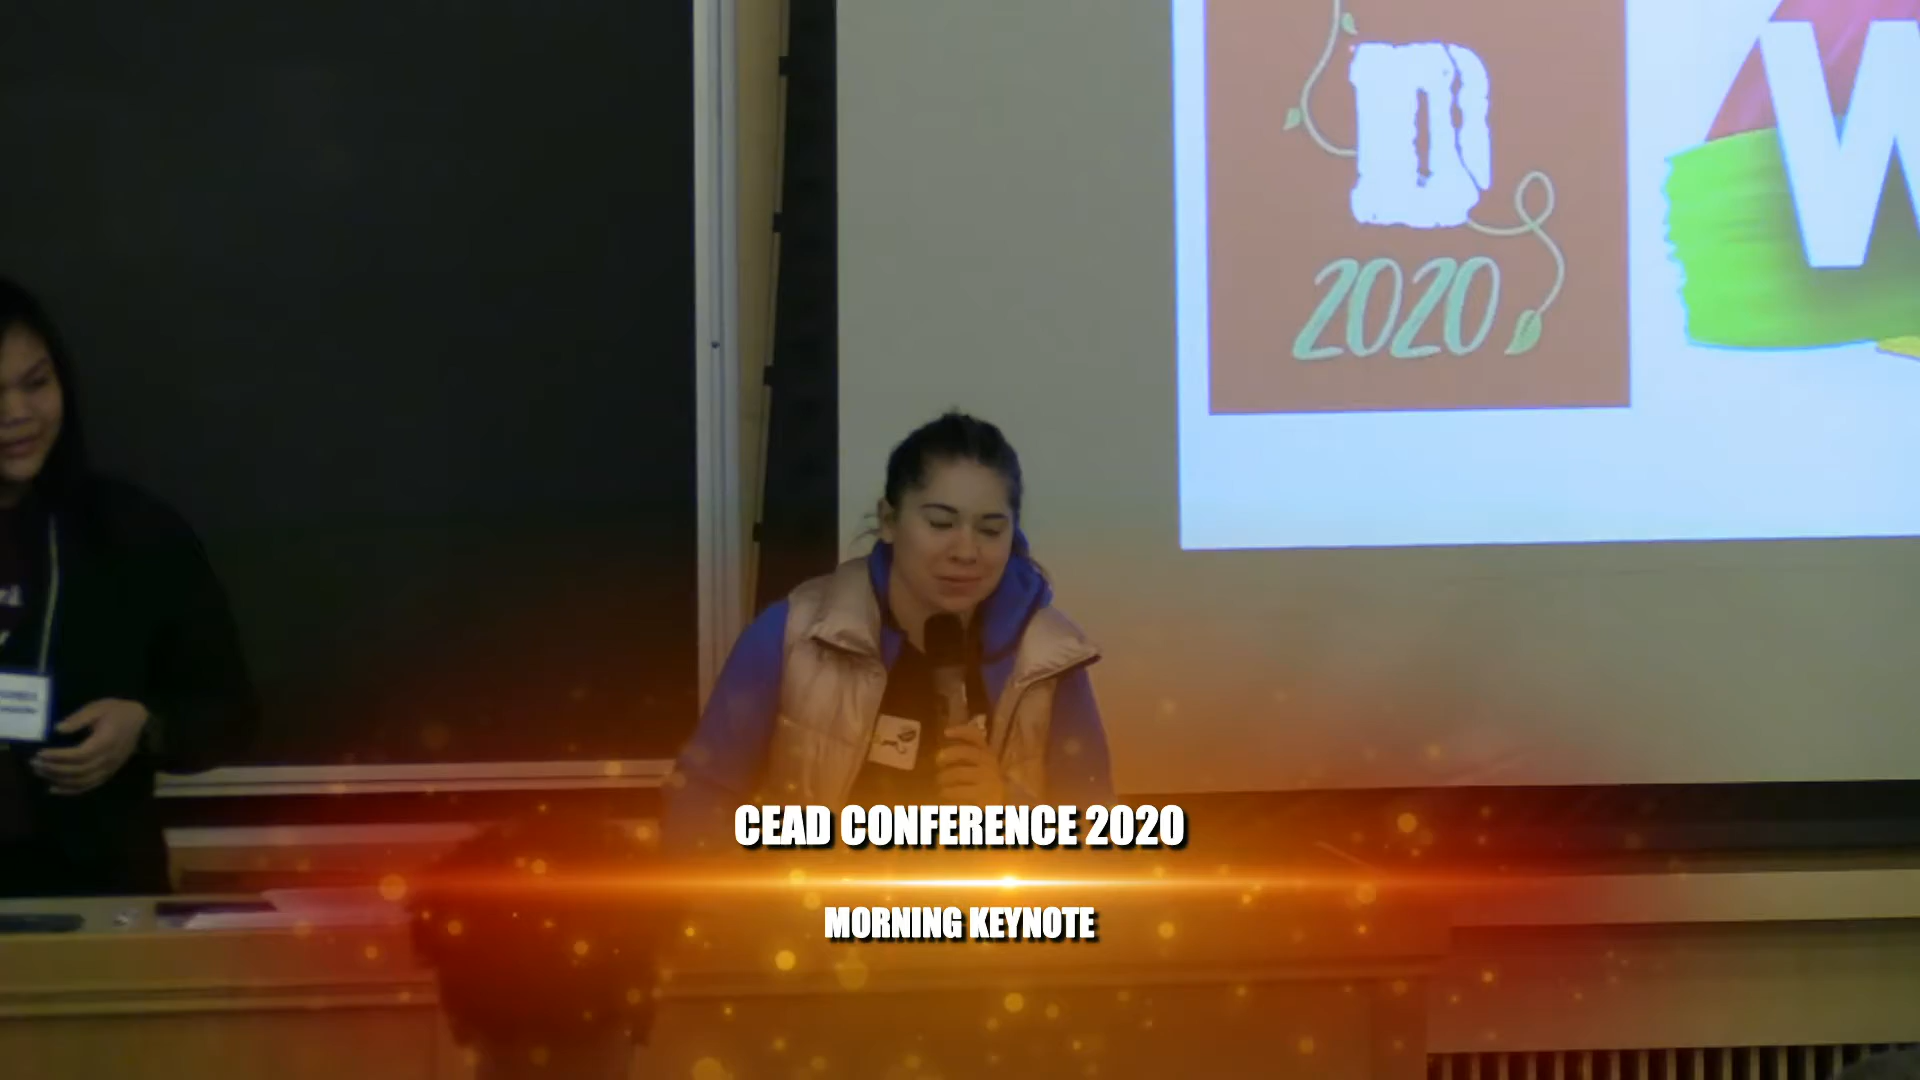 D
2020
W
CEAD CONFERENCE 2020
MORNING KEYNOTE